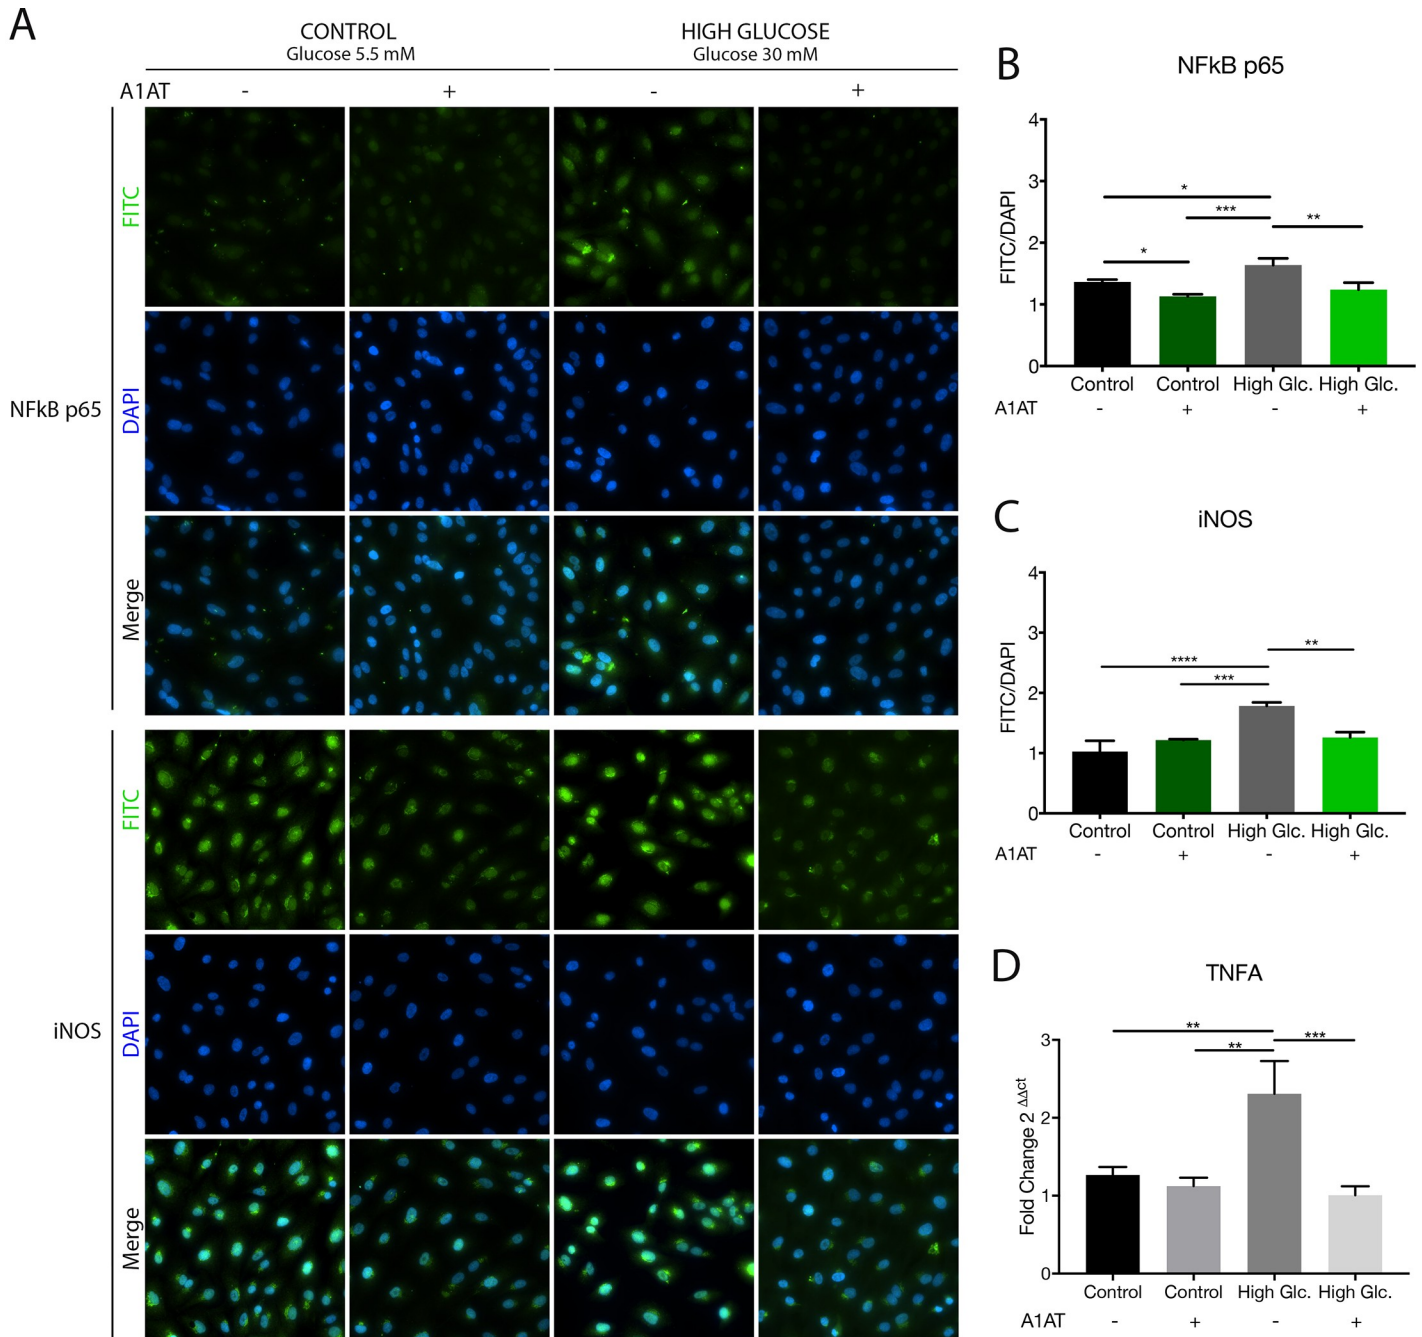 A
CONTROL
Glucose 5.5 mM
HIGH GLUCOSE
Glucose 30 mM
A1AT - + - +
NFkB p65
FITC
DAPI
Merge
iNOS
FITC
DAPI
Merge
B
NFkB p65
FITC/DAPI
4
3
2
1
0
*
***
**
*
Control Control High Glc. High Glc.
A1AT - + - +
C
iNOS
FITC/DAPI
4
3
2
1
0
**
****
***
Control Control High Glc. High Glc.
A1AT - + - +
D
TNFA
Fold Change 2 ΔΔct
3
2
1
0
**
***
**
Control Control High Glc. High Glc.
A1AT - + - +